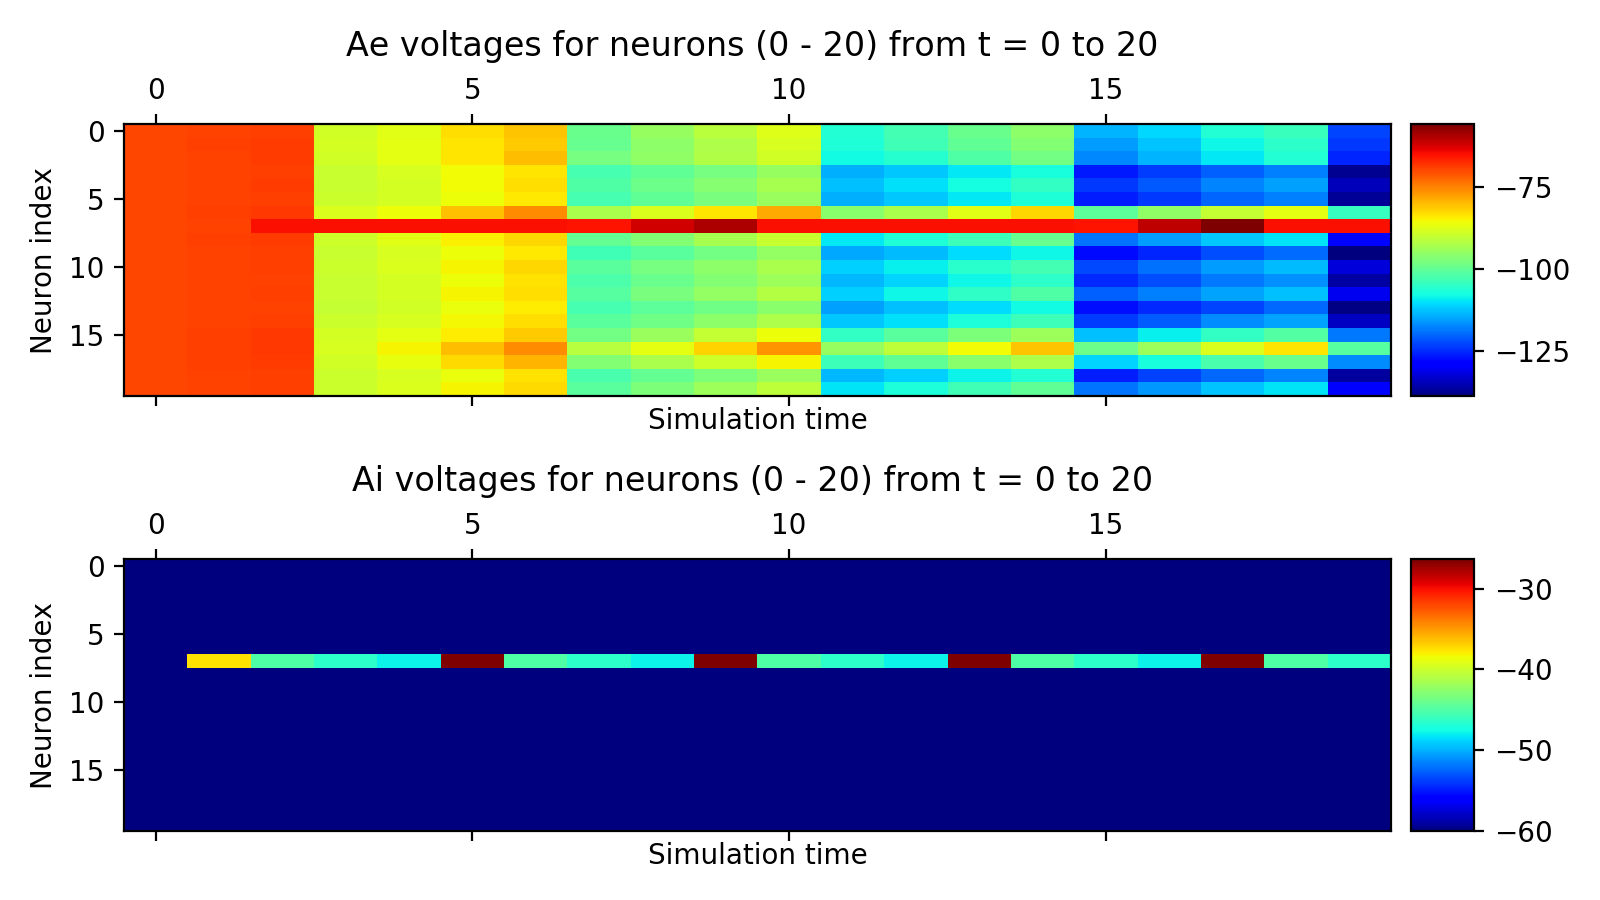 Ae voltages for neurons (0 - 20) from t = 0 to 20
0 5 10 15
Neuron index
0
5
10
15
Simulation time
−75
−100
−125
Ai voltages for neurons (0 - 20) from t = 0 to 20
0 5 10 15
Neuron index
0
5
10
15
Simulation time
−30
−40
−50
−60